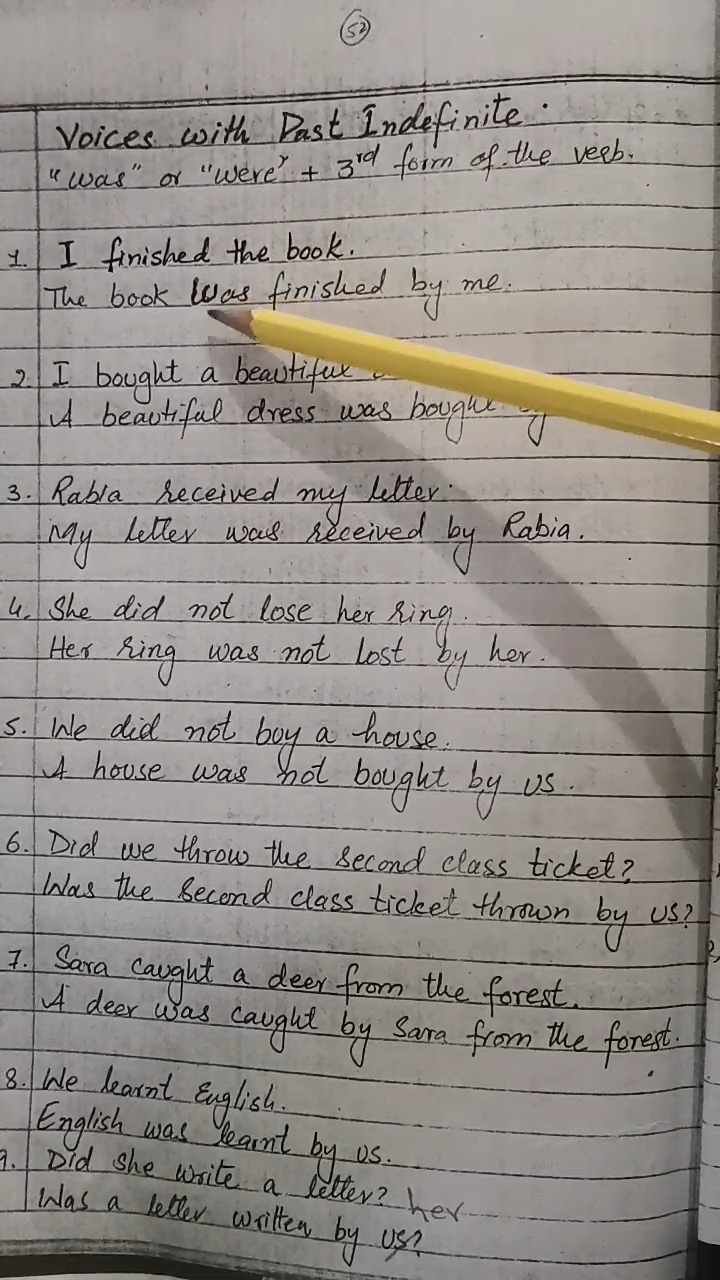 52
Voices with Past Indefinite.
"was" or "were" + 3rd form of the verb.
1. I finished the book.
The book was finished by me.
2. I bought a beautiful
A beautiful dress was bought
3. Rabia received my letter.
My letter was received by Rabia.
4. She did not lose her ring.
Her ring was not lost by her.
5. We did not buy a house.
A house was not bought by us.
6. Did we throw the second class ticket?
Was the second class ticket thrown by us?
7. Sara caught a deer from the forest.
A deer was caught by Sara from the forest.
8. We learnt English.
English was learnt by us.
9. Did she write a letter? her
Was a letter written by us?